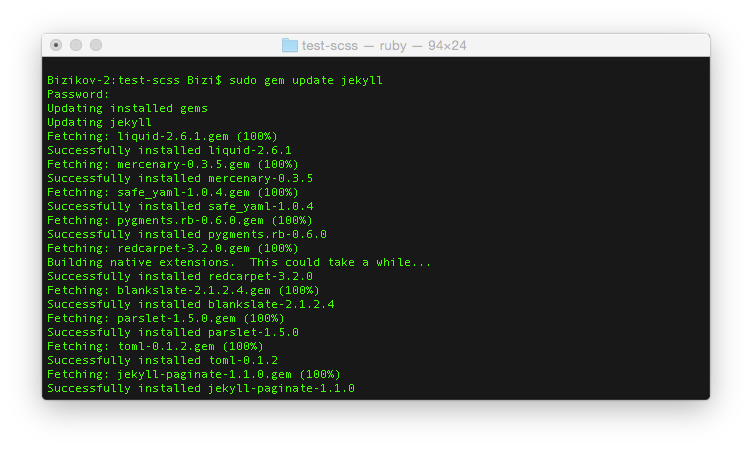 test-scss — ruby — 94×24
Bizikov-2:test-scss Bizi$ sudo gem update jekyll
Password:
Updating installed gems
Updating jekyll
Fetching: liquid-2.6.1.gem (100%)
Successfully installed liquid-2.6.1
Fetching: mercenary-0.3.5.gem (100%)
Successfully installed mercenary-0.3.5
Fetching: safe_yaml-1.0.4.gem (100%)
Successfully installed safe_yaml-1.0.4
Fetching: pygments.rb-0.6.0.gem (100%)
Successfully installed pygments.rb-0.6.0
Fetching: redcarpet-3.2.0.gem (100%)
Building native extensions.  This could take a while...
Successfully installed redcarpet-3.2.0
Fetching: blankslate-2.1.2.4.gem (100%)
Successfully installed blankslate-2.1.2.4
Fetching: parslet-1.5.0.gem (100%)
Successfully installed parslet-1.5.0
Fetching: toml-0.1.2.gem (100%)
Successfully installed toml-0.1.2
Fetching: jekyll-paginate-1.1.0.gem (100%)
Successfully installed jekyll-paginate-1.1.0